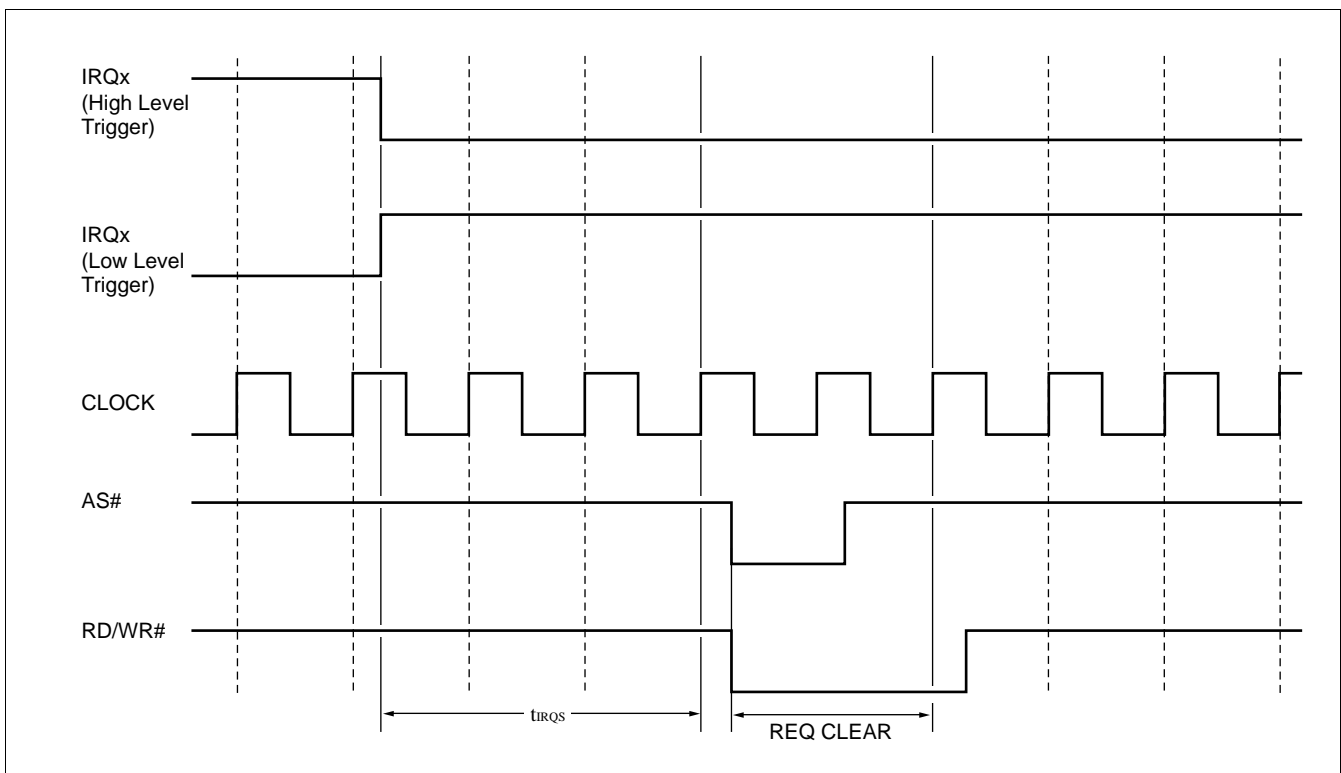 IRQx
(High Level
Trigger)
IRQx
(Low Level
Trigger)
CLOCK
AS#
RD/WR#
tIRQS
REQ CLEAR